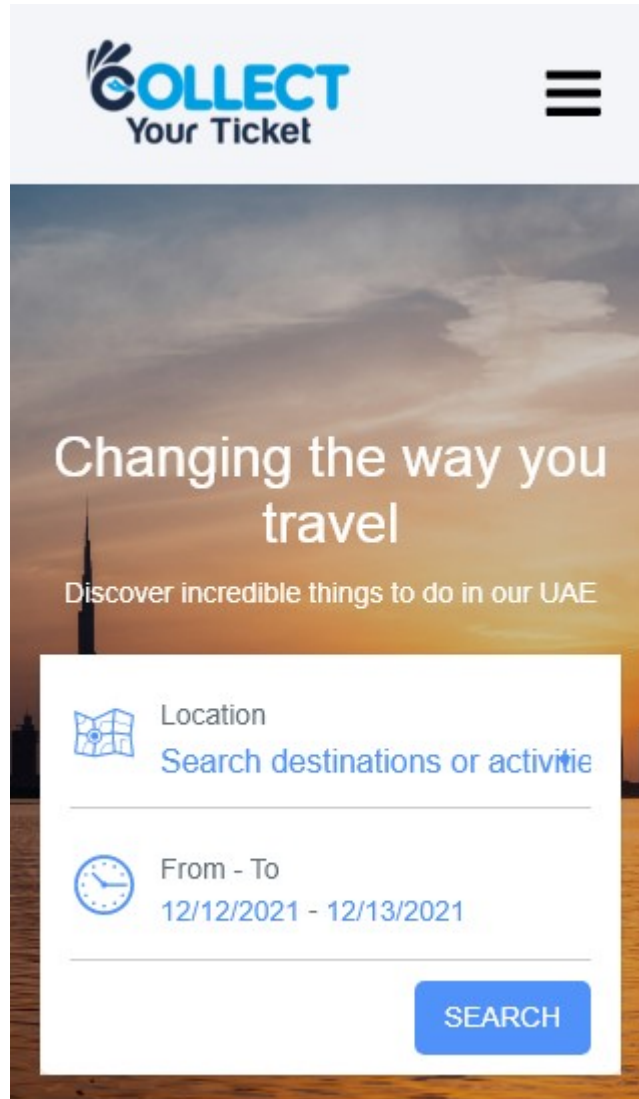 COLLECT
Your Ticket
Changing the way you
travel
Discover incredible things to do in our UAE
Location
Search destinations or activitie
From - To
12/12/2021 - 12/13/2021
SEARCH